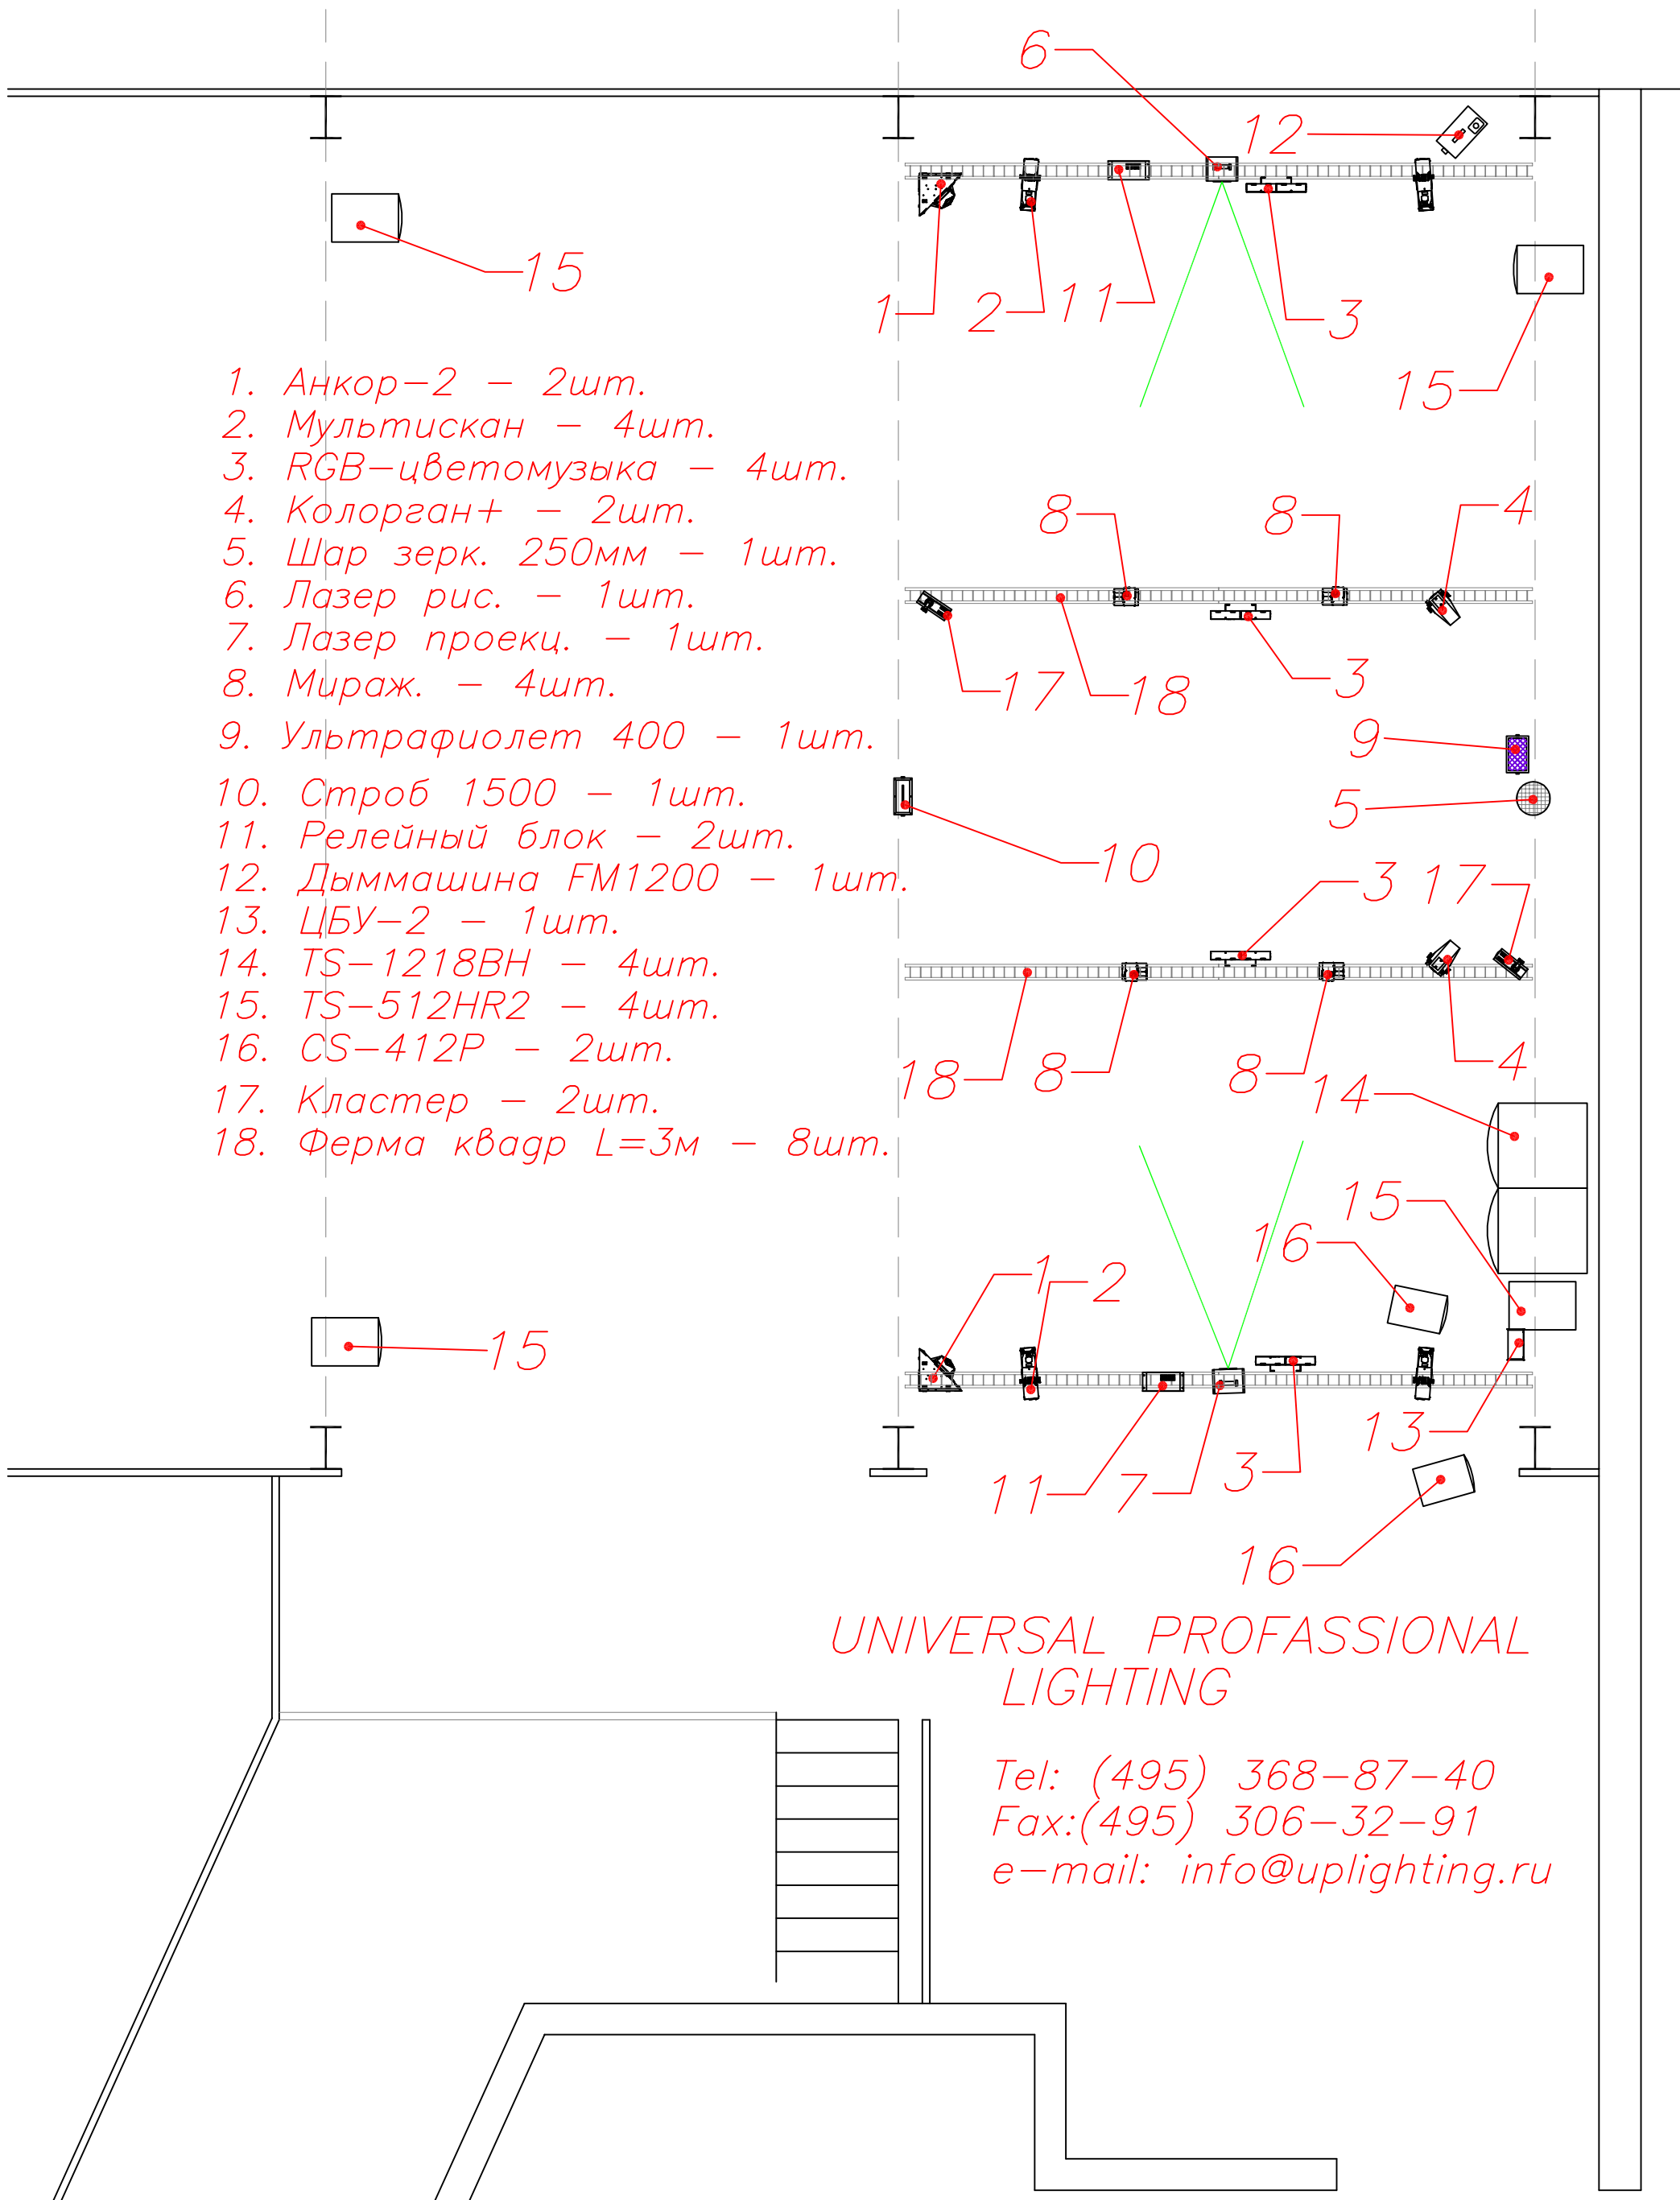 6
12
15
1
2
11
3
15
1. Анкор-2 - 2шт.
2. Мультискан - 4шт.
3. RGB-цветомузыка - 4шт.
4. Колорган+ - 2шт.
5. Шар зерк. 250мм - 1шт.
6. Лазер рис. - 1шт.
7. Лазер проекц. - 1шт.
8. Мираж. - 4шт.
9. Ультрафиолет 400 - 1шт.
10. Строб 1500 - 1шт.
11. Релейный блок - 2шт.
12. Дыммашина FM1200 - 1шт.
13. ЦБУ-2 - 1шт.
14. TS-1218BH - 4шт.
15. TS-512HR2 - 4шт.
16. CS-412P - 2шт.
17. Кластер - 2шт.
18. Ферма квадр L=3м - 8шт.
8
8
4
17
18
3
9
5
10
3
17
18
8
8
4
14
15
16
1
2
15
13
11
7
3
16
UNIVERSAL PROFASSIONAL
LIGHTING
Tel: (495) 368-87-40
Fax:(495) 306-32-91
e-mail: info@uplighting.ru